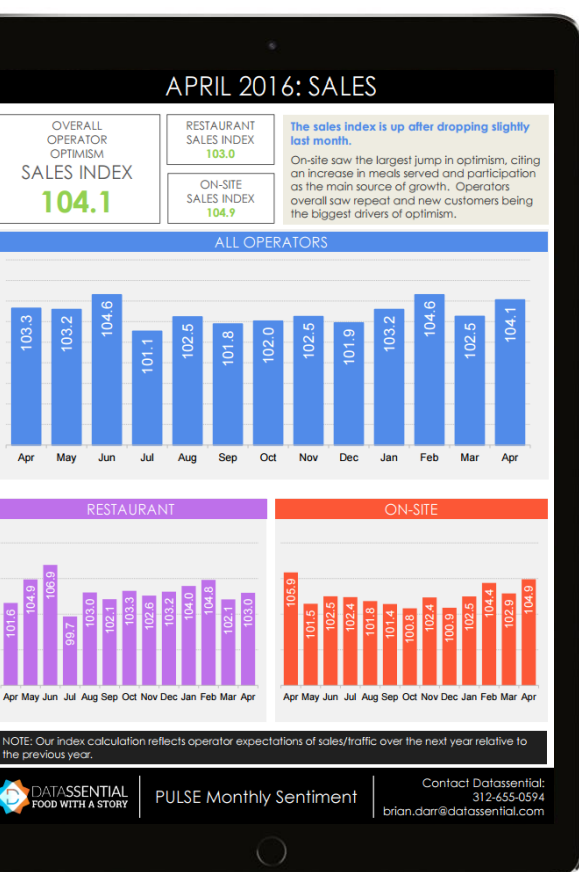 APRIL 2016: SALES
OVERALL
OPERATOR
OPTIMISM
SALES INDEX
104.1
RESTAURANT
SALES INDEX
103.0
ON-SITE
SALES INDEX
104.9
The sales index is up after dropping slightly
last month.
On-site saw the largest jump in optimism, citing
an increase in meals served and participation
as the main source of growth. Operators
overall saw repeat and new customers being
the biggest drivers of optimism.
ALL OPERATORS
103.3 103.2 104.6 101.1 102.5 101.8 102.0 102.5 101.9 103.2 104.6 102.5 104.1
Apr May Jun Jul Aug Sep Oct Nov Dec Jan Feb Mar Apr
RESTAURANT
101.6 104.9 106.9 99.7 103.0 102.1 103.3 102.6 103.2 104.0 104.8 102.1 103.0
Apr May Jun Jul Aug Sep Oct Nov Dec Jan Feb Mar Apr
ON-SITE
105.9 101.5 102.5 102.4 101.8 101.4 100.8 102.4 100.9 102.5 104.4 102.9 104.9
Apr May Jun Jul Aug Sep Oct Nov Dec Jan Feb Mar Apr
NOTE: Our index calculation reflects operator expectations of sales/traffic over the next year relative to
the previous year.
DATASSENTIAL
FOOD WITH A STORY
PULSE Monthly Sentiment
Contact Datassential:
312-655-0594
brian.darr@datassential.com